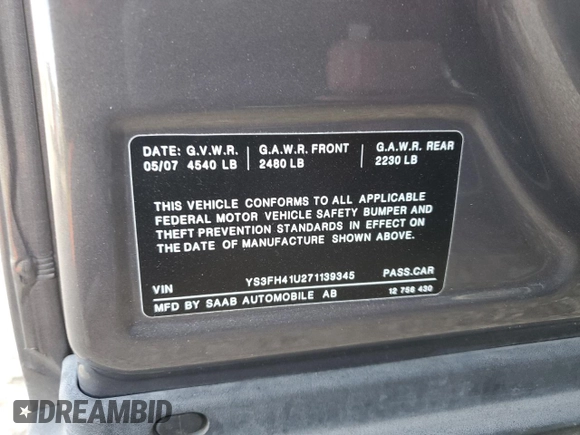 DATE: G.V.W.R. G.A.W.R. FRONT G.A.W.R. REAR
05/07 4540 LB 2480 LB 2230 LB
THIS VEHICLE CONFORMS TO ALL APPLICABLE
FEDERAL MOTOR VEHICLE SAFETY BUMPER AND
THEFT PREVENTION STANDARDS IN EFFECT ON
THE DATE OF MANUFACTURE SHOWN ABOVE.
VIN YS3FH41U271139345 PASS.CAR
MFD BY SAAB AUTOMOBILE AB 12 756 430
DREAMBID